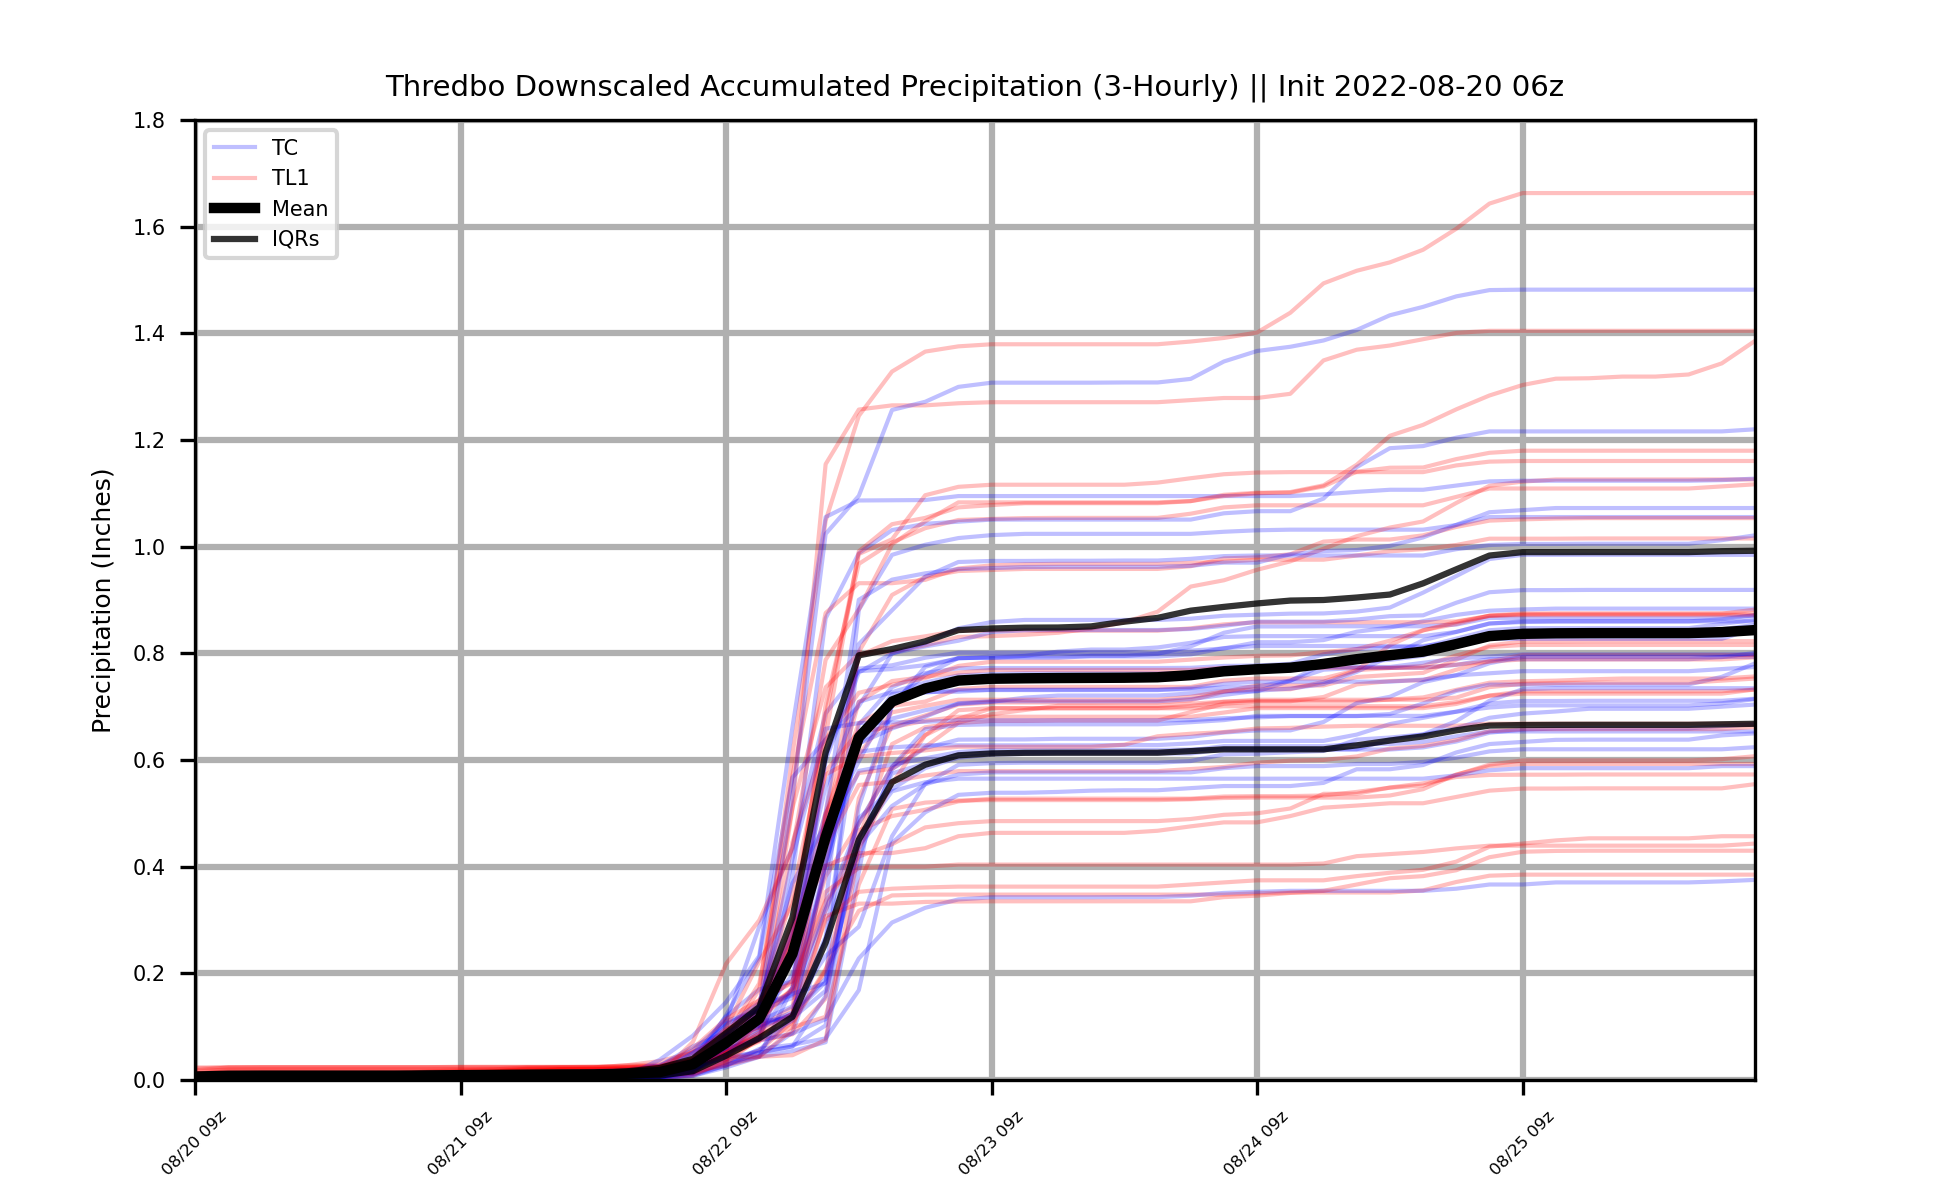 Thredbo Downscaled Accumulated Precipitation (3-Hourly) || Init 2022-08-20 06z
TC
TL1
Mean
IQRs
Precipitation (Inches)
1.8
1.6
1.4
1.2
1.0
0.8
0.6
0.4
0.2
0.0
08/20 09z
08/21 09z
08/22 09z
08/23 09z
08/24 09z
08/25 09z